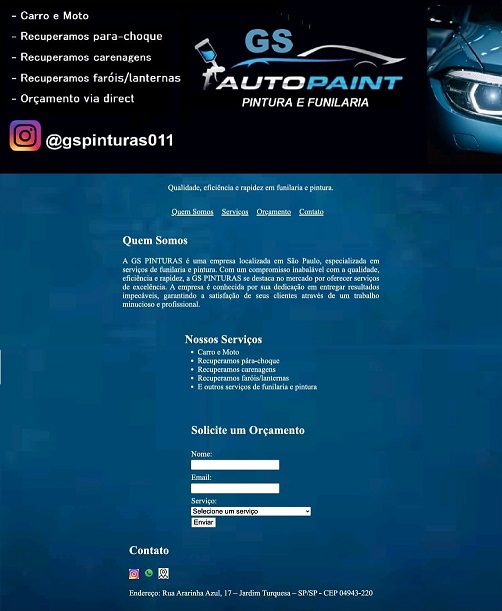 - Carro e Moto
- Recuperamos para-choque
- Recuperamos carenagens
- Recuperamos faróis/lanternas
- Orçamento via direct
@gspinturas011
GS
AUTOPAINT
PINTURA E FUNILARIA
Qualidade, eficiência e rapidez em funilaria e pintura.
Quem Somos Serviços Orçamento Contato
Quem Somos
A GS PINTURAS é uma empresa localizada em São Paulo, especializada em
serviços de funilaria e pintura. Com um compromisso inabalável com a qualidade,
eficiência e rapidez, a GS PINTURAS se destaca no mercado por oferecer serviços
de excelência. A empresa é conhecida por sua dedicação em entregar resultados
impecáveis, garantindo a satisfação de seus clientes através de um trabalho
minucioso e profissional.
Nossos Serviços
• Carro e Moto
• Recuperamos pára-choque
• Recuperamos carenagens
• Recuperamos faróis/lanternas
• E outros serviços de funilaria e pintura
Solicite um Orçamento
Nome:
Email:
Serviço:
Selecione um serviço
Enviar
Contato
Endereço: Rua Ararinha Azul, 17 – Jardim Turquesa – SP/SP - CEP 04943-220